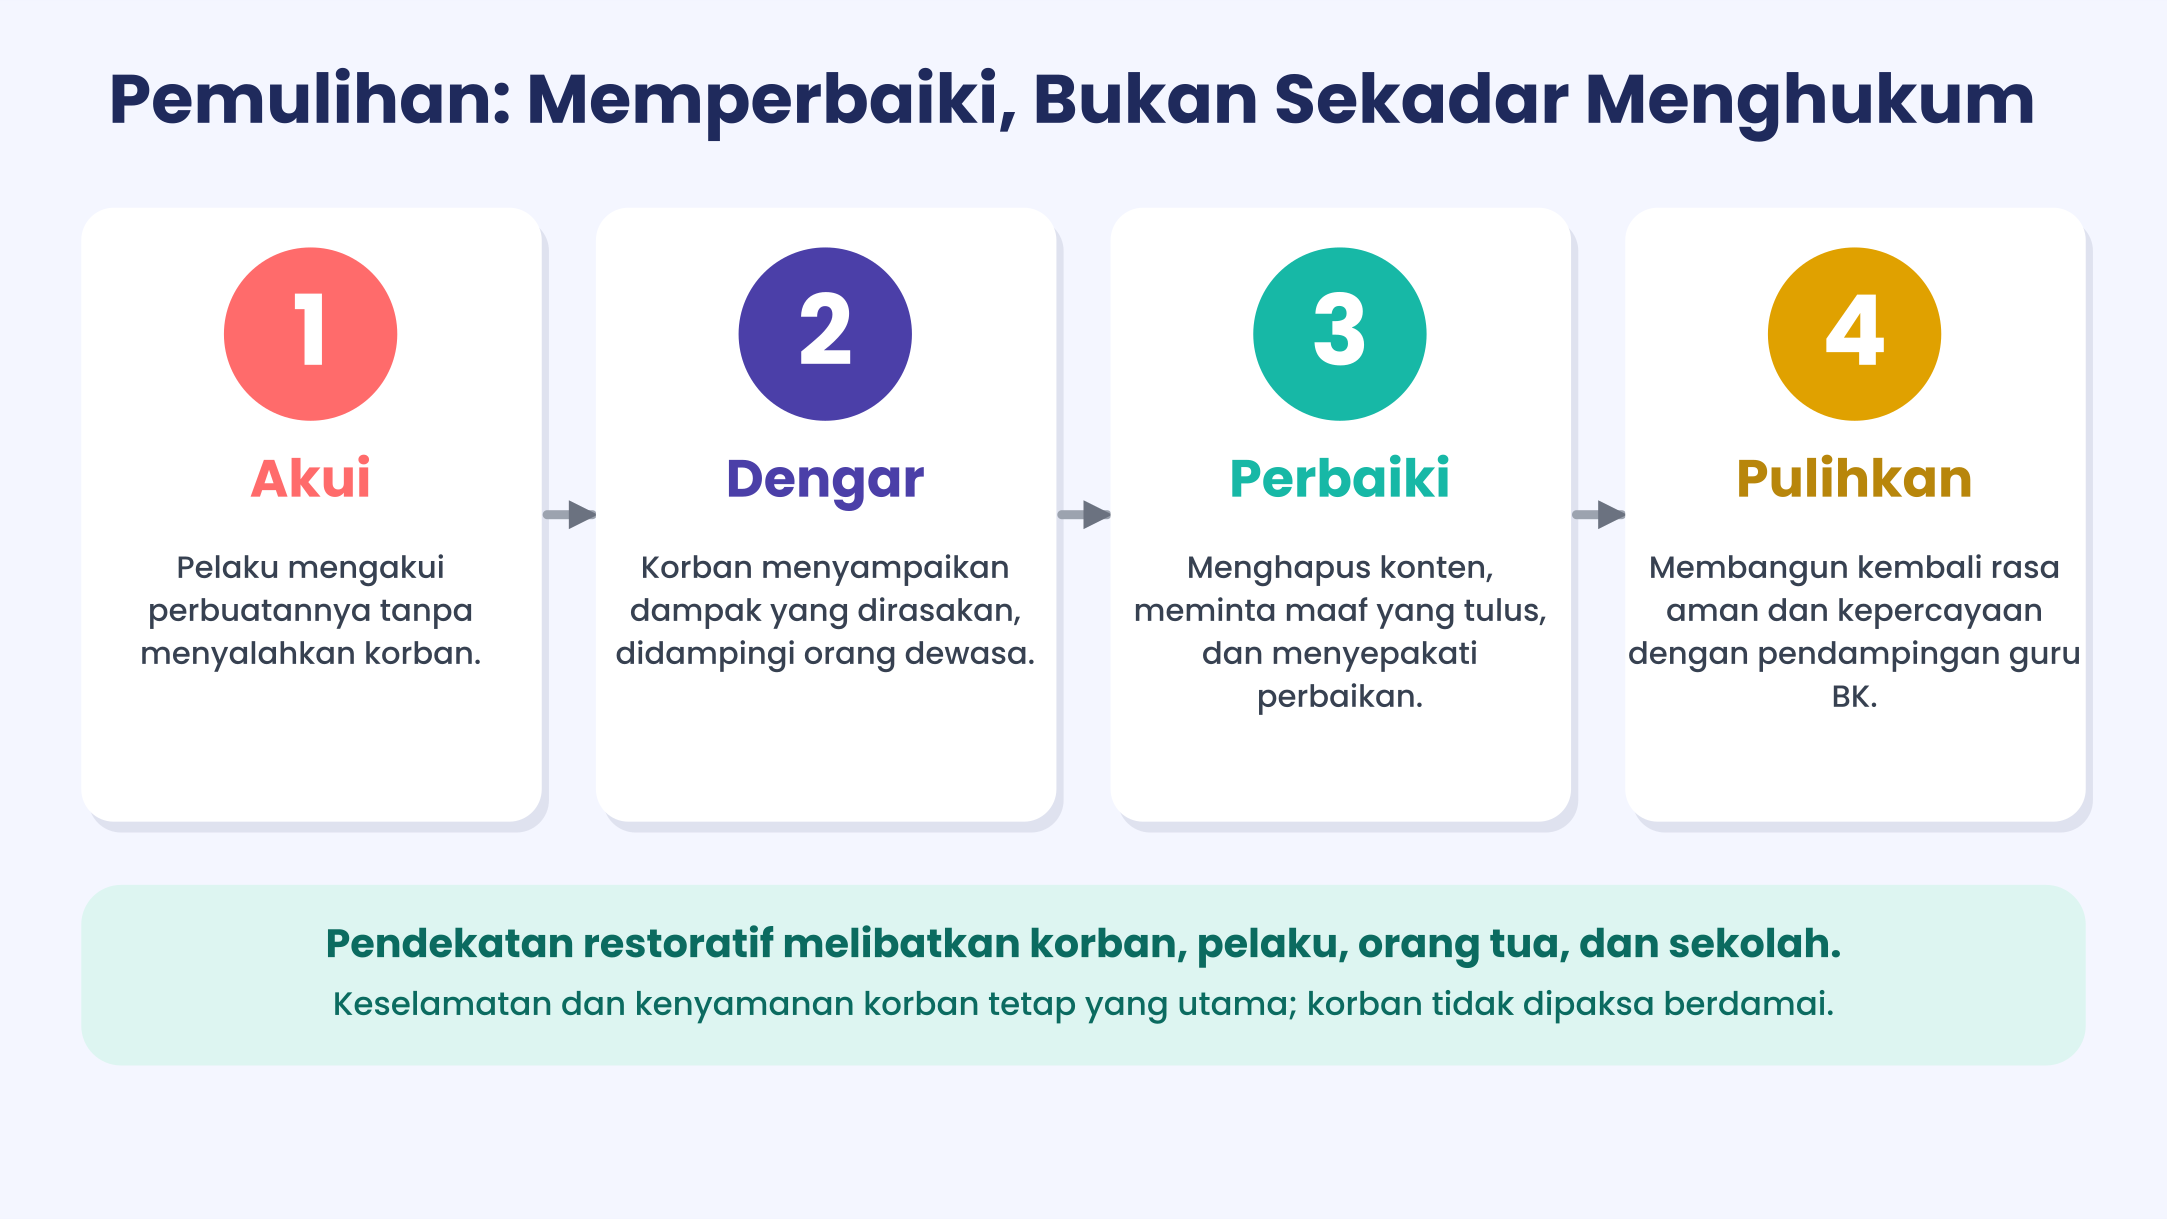 Pemulihan: Memperbaiki, Bukan Sekadar Menghukum
1
Akui
Pelaku mengakui
perbuatannya tanpa
menyalahkan korban.
2
Dengar
Korban menyampaikan
dampak yang dirasakan,
didampingi orang dewasa.
3
Perbaiki
Menghapus konten,
meminta maaf yang tulus,
dan menyepakati
perbaikan.
4
Pulihkan
Membangun kembali rasa
aman dan kepercayaan
dengan pendampingan guru
BK.
Pendekatan restoratif melibatkan korban, pelaku, orang tua, dan sekolah.
Keselamatan dan kenyamanan korban tetap yang utama; korban tidak dipaksa berdamai.